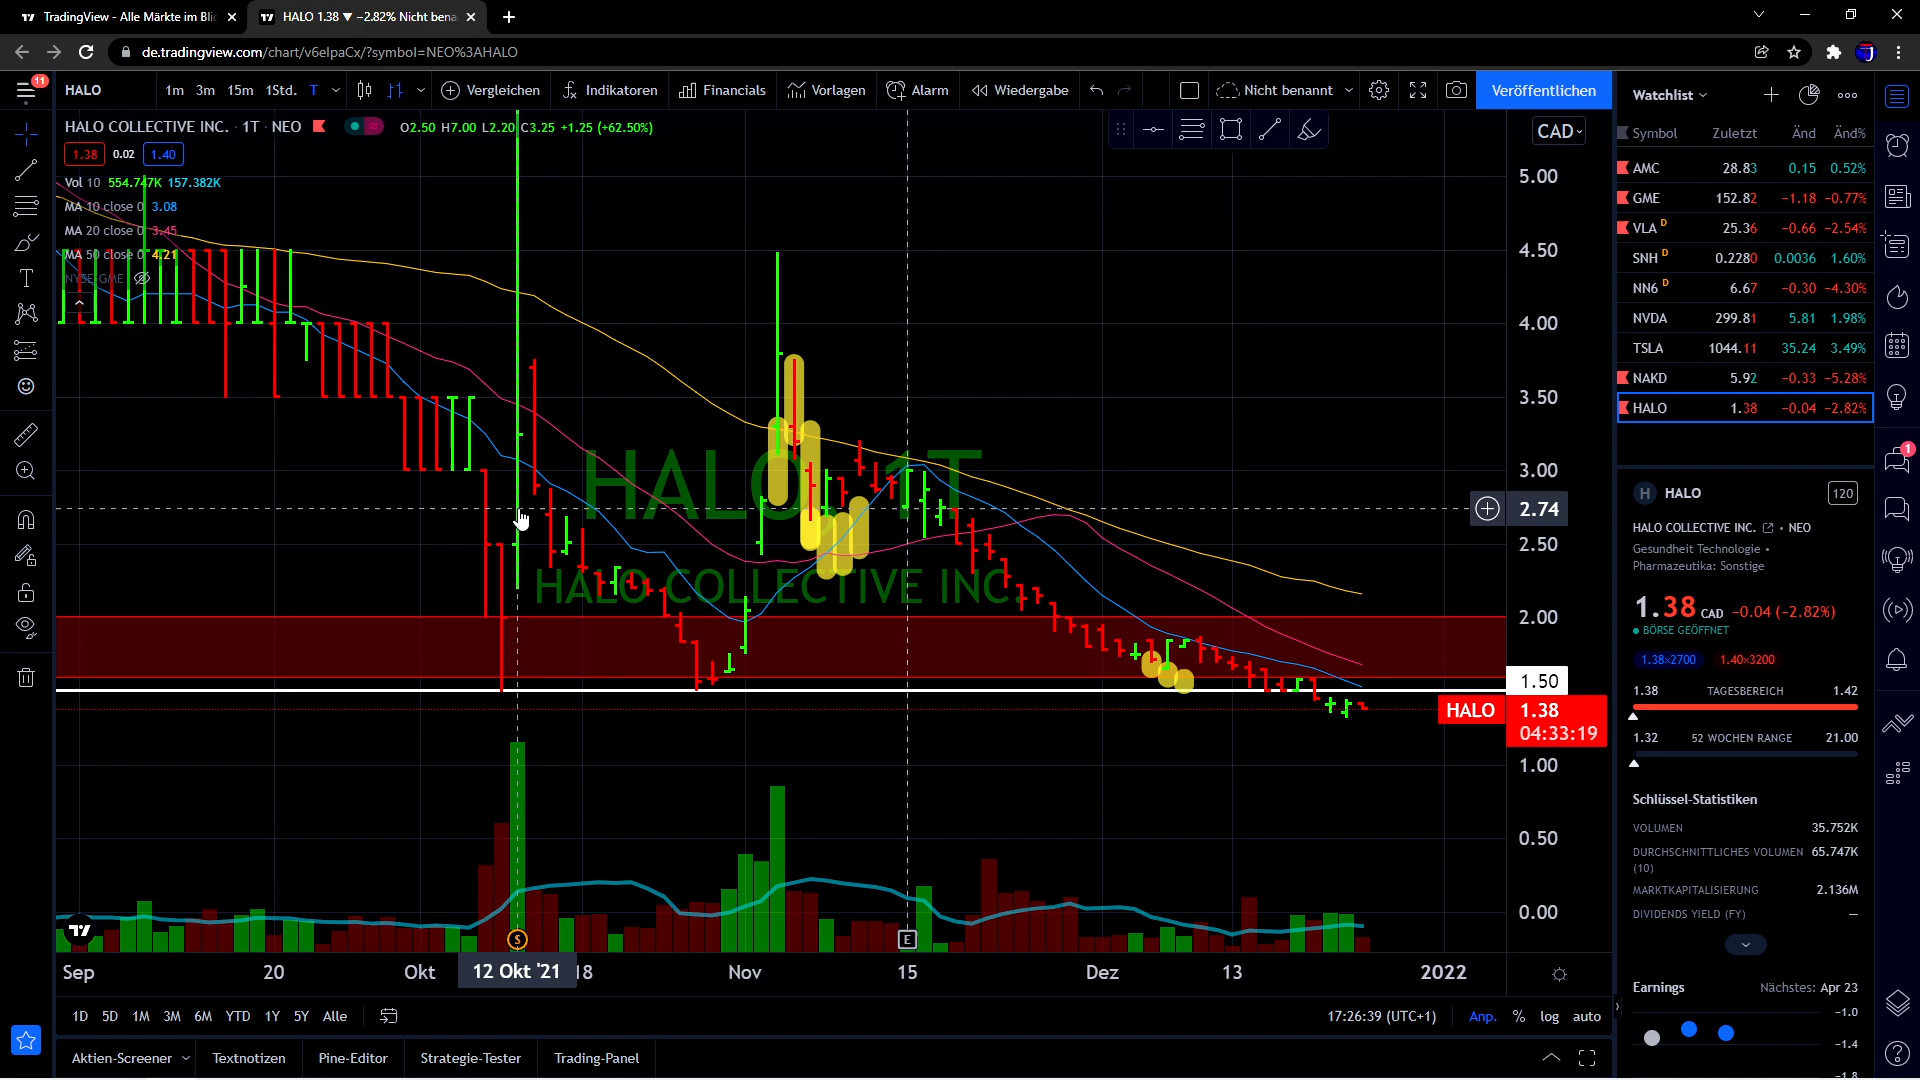 TradingView - Alle Märkte im Blic
HALO 1.38 ▼ −2.82% Nicht bena
de.tradingview.com/chart/v6elpaCx/?symbol=NEO%3AHALO
11
HALO
1m 3m 15m 1Std. T
Vergleichen
Indikatoren
Financials
Vorlagen
Alarm
Wiedergabe
Nicht benannt
Veröffentlichen
HALO COLLECTIVE INC. · 1T · NEO
O2.50 H7.00 L2.20 C3.25 +1.25 (+62.50%)
1.38 0.02 1.40
Vol 10 554.747K 157.382K
MA 10 close 0 3.08
MA 20 close 0 3.45
MA 50 close 0 4.21
NYSE:GME
HALO, 1T
HALO COLLECTIVE INC.
CAD
5.00
4.50
4.00
3.50
3.00
2.74
2.50
2.00
1.50
HALO 1.38
04:33:19
1.00
0.50
0.00
S
E
Sep 20 Okt 12 Okt '21 18 Nov 15 Dez 13 2022
1D 5D 1M 3M 6M YTD 1Y 5Y Alle
17:26:39 (UTC+1) Anp. % log auto
Aktien-Screener Textnotizen Pine-Editor Strategie-Tester Trading-Panel
Watchlist
Symbol Zuletzt Änd Änd%
AMC 28.83 0.15 0.52%
GME 152.82 −1.18 −0.77%
VLA D 25.36 −0.66 −2.54%
SNH D 0.2280 0.0036 1.60%
NN6 D 6.67 −0.30 −4.30%
NVDA 299.81 5.81 1.98%
TSLA 1044.11 35.24 3.49%
NAKD 5.92 −0.33 −5.28%
HALO 1.38 −0.04 −2.82%
H HALO 120
HALO COLLECTIVE INC. • NEO
Gesundheit Technologie •
Pharmazeutika: Sonstige
1.38 CAD −0.04 (−2.82%)
BÖRSE GEÖFFNET
1.38×2700 1.40×3200
1.38 TAGESBEREICH 1.42
1.32 52 WOCHEN RANGE 21.00
Schlüssel-Statistiken
VOLUMEN 35.752K
DURCHSCHNITTLICHES VOLUMEN 65.747K
(10)
MARKTKAPITALISIERUNG 2.136M
DIVIDENDS YIELD (FY) —
Earnings Nächstes: Apr 23
−1.0
−1.4
−1.8
1